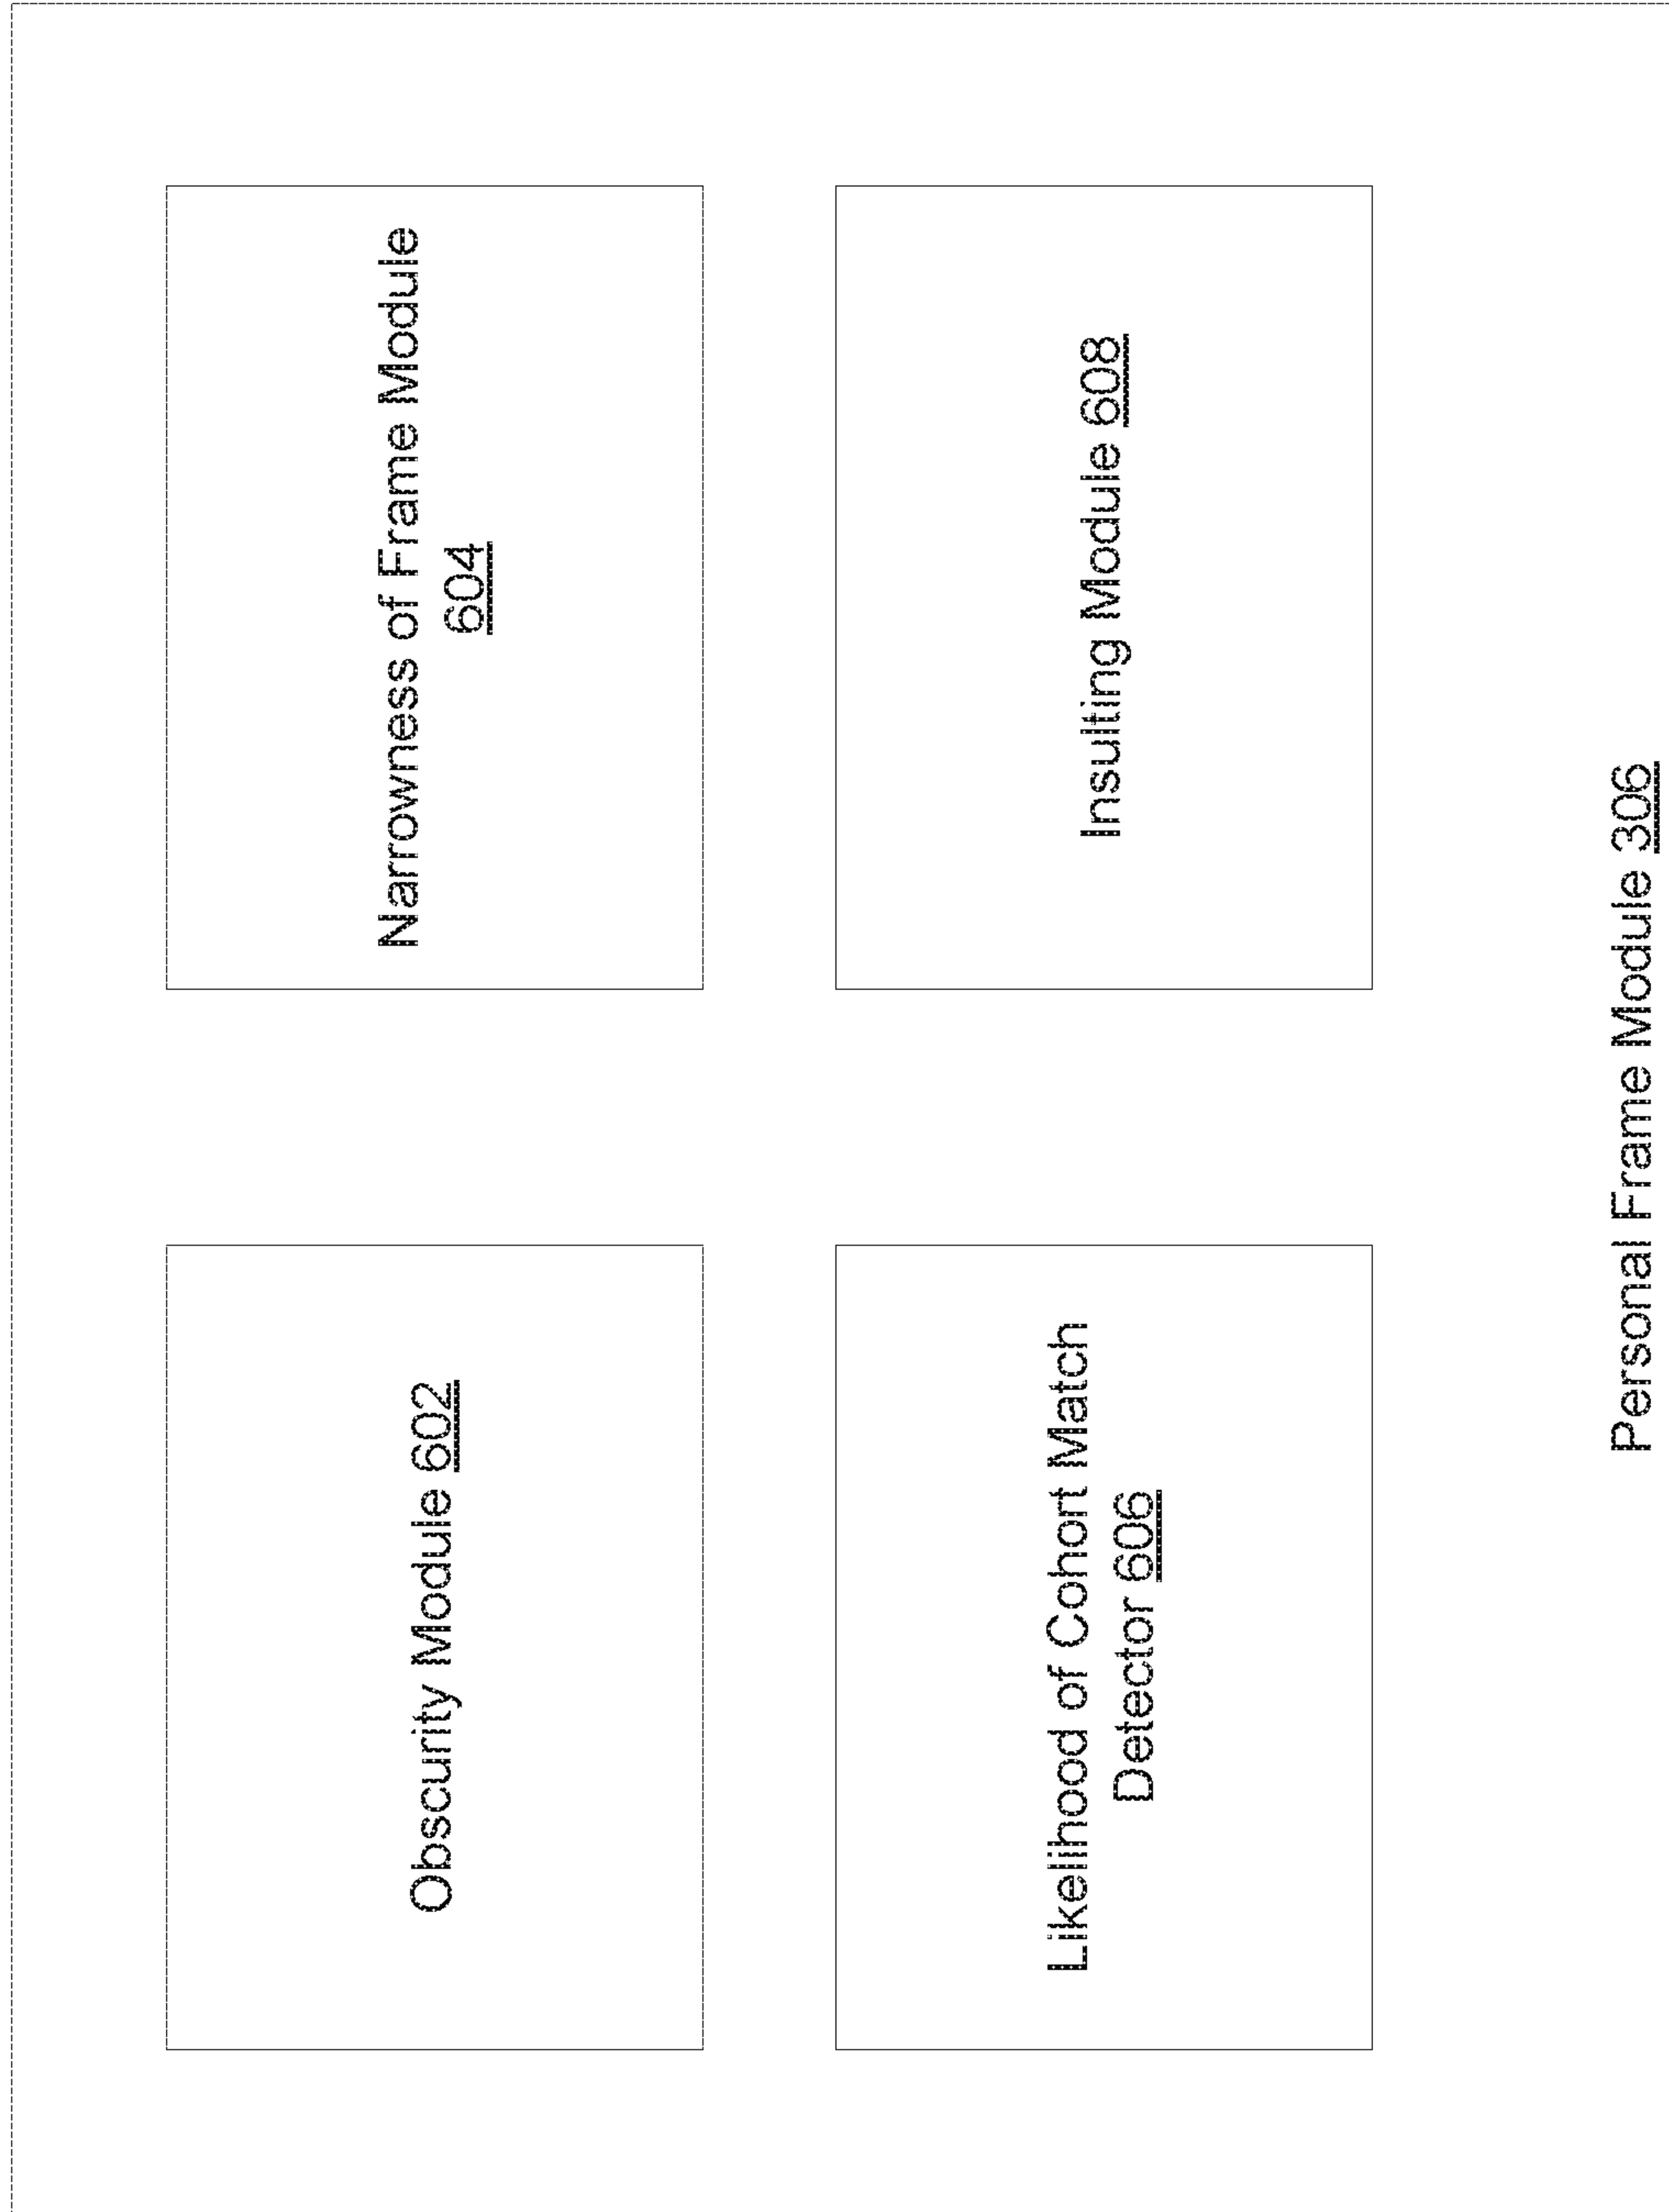 Obscurity Module 602
Narrowness of Frame Module
604
Likelihood of Cohort Match
Detector 606
Insulting Module 608
Personal Frame Module 306